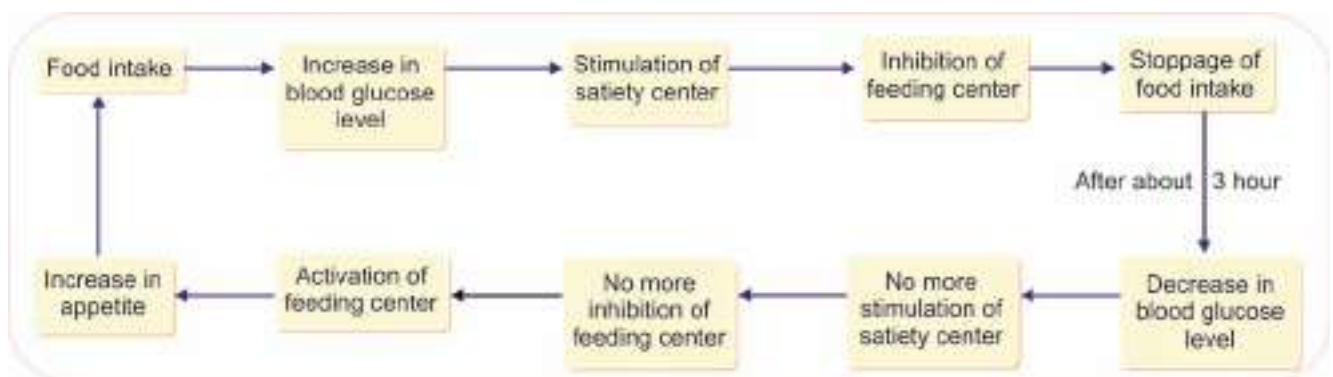 Food intake
Increase in
blood glucose
level
Stimulation of
satiety center
Inhibition of
feeding center
Stoppage of
food intake
After about 3 hour
Decrease in
blood glucose
level
No more
stimulation of
satiety center
No more
inhibition of
feeding center
Activation of
feeding center
Increase in
appetite